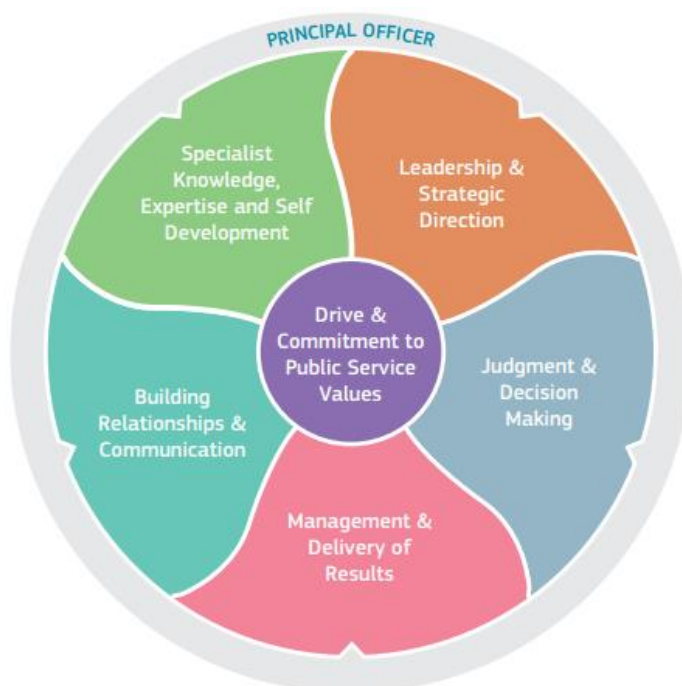 PRINCIPAL OFFICER
Specialist
Knowledge,
Expertise and Self
Development
Leadership &
Strategic
Direction
Drive &
Commitment to
Public Service
Values
Judgment &
Decision
Making
Building
Relationships &
Communication
Management &
Delivery of
Results